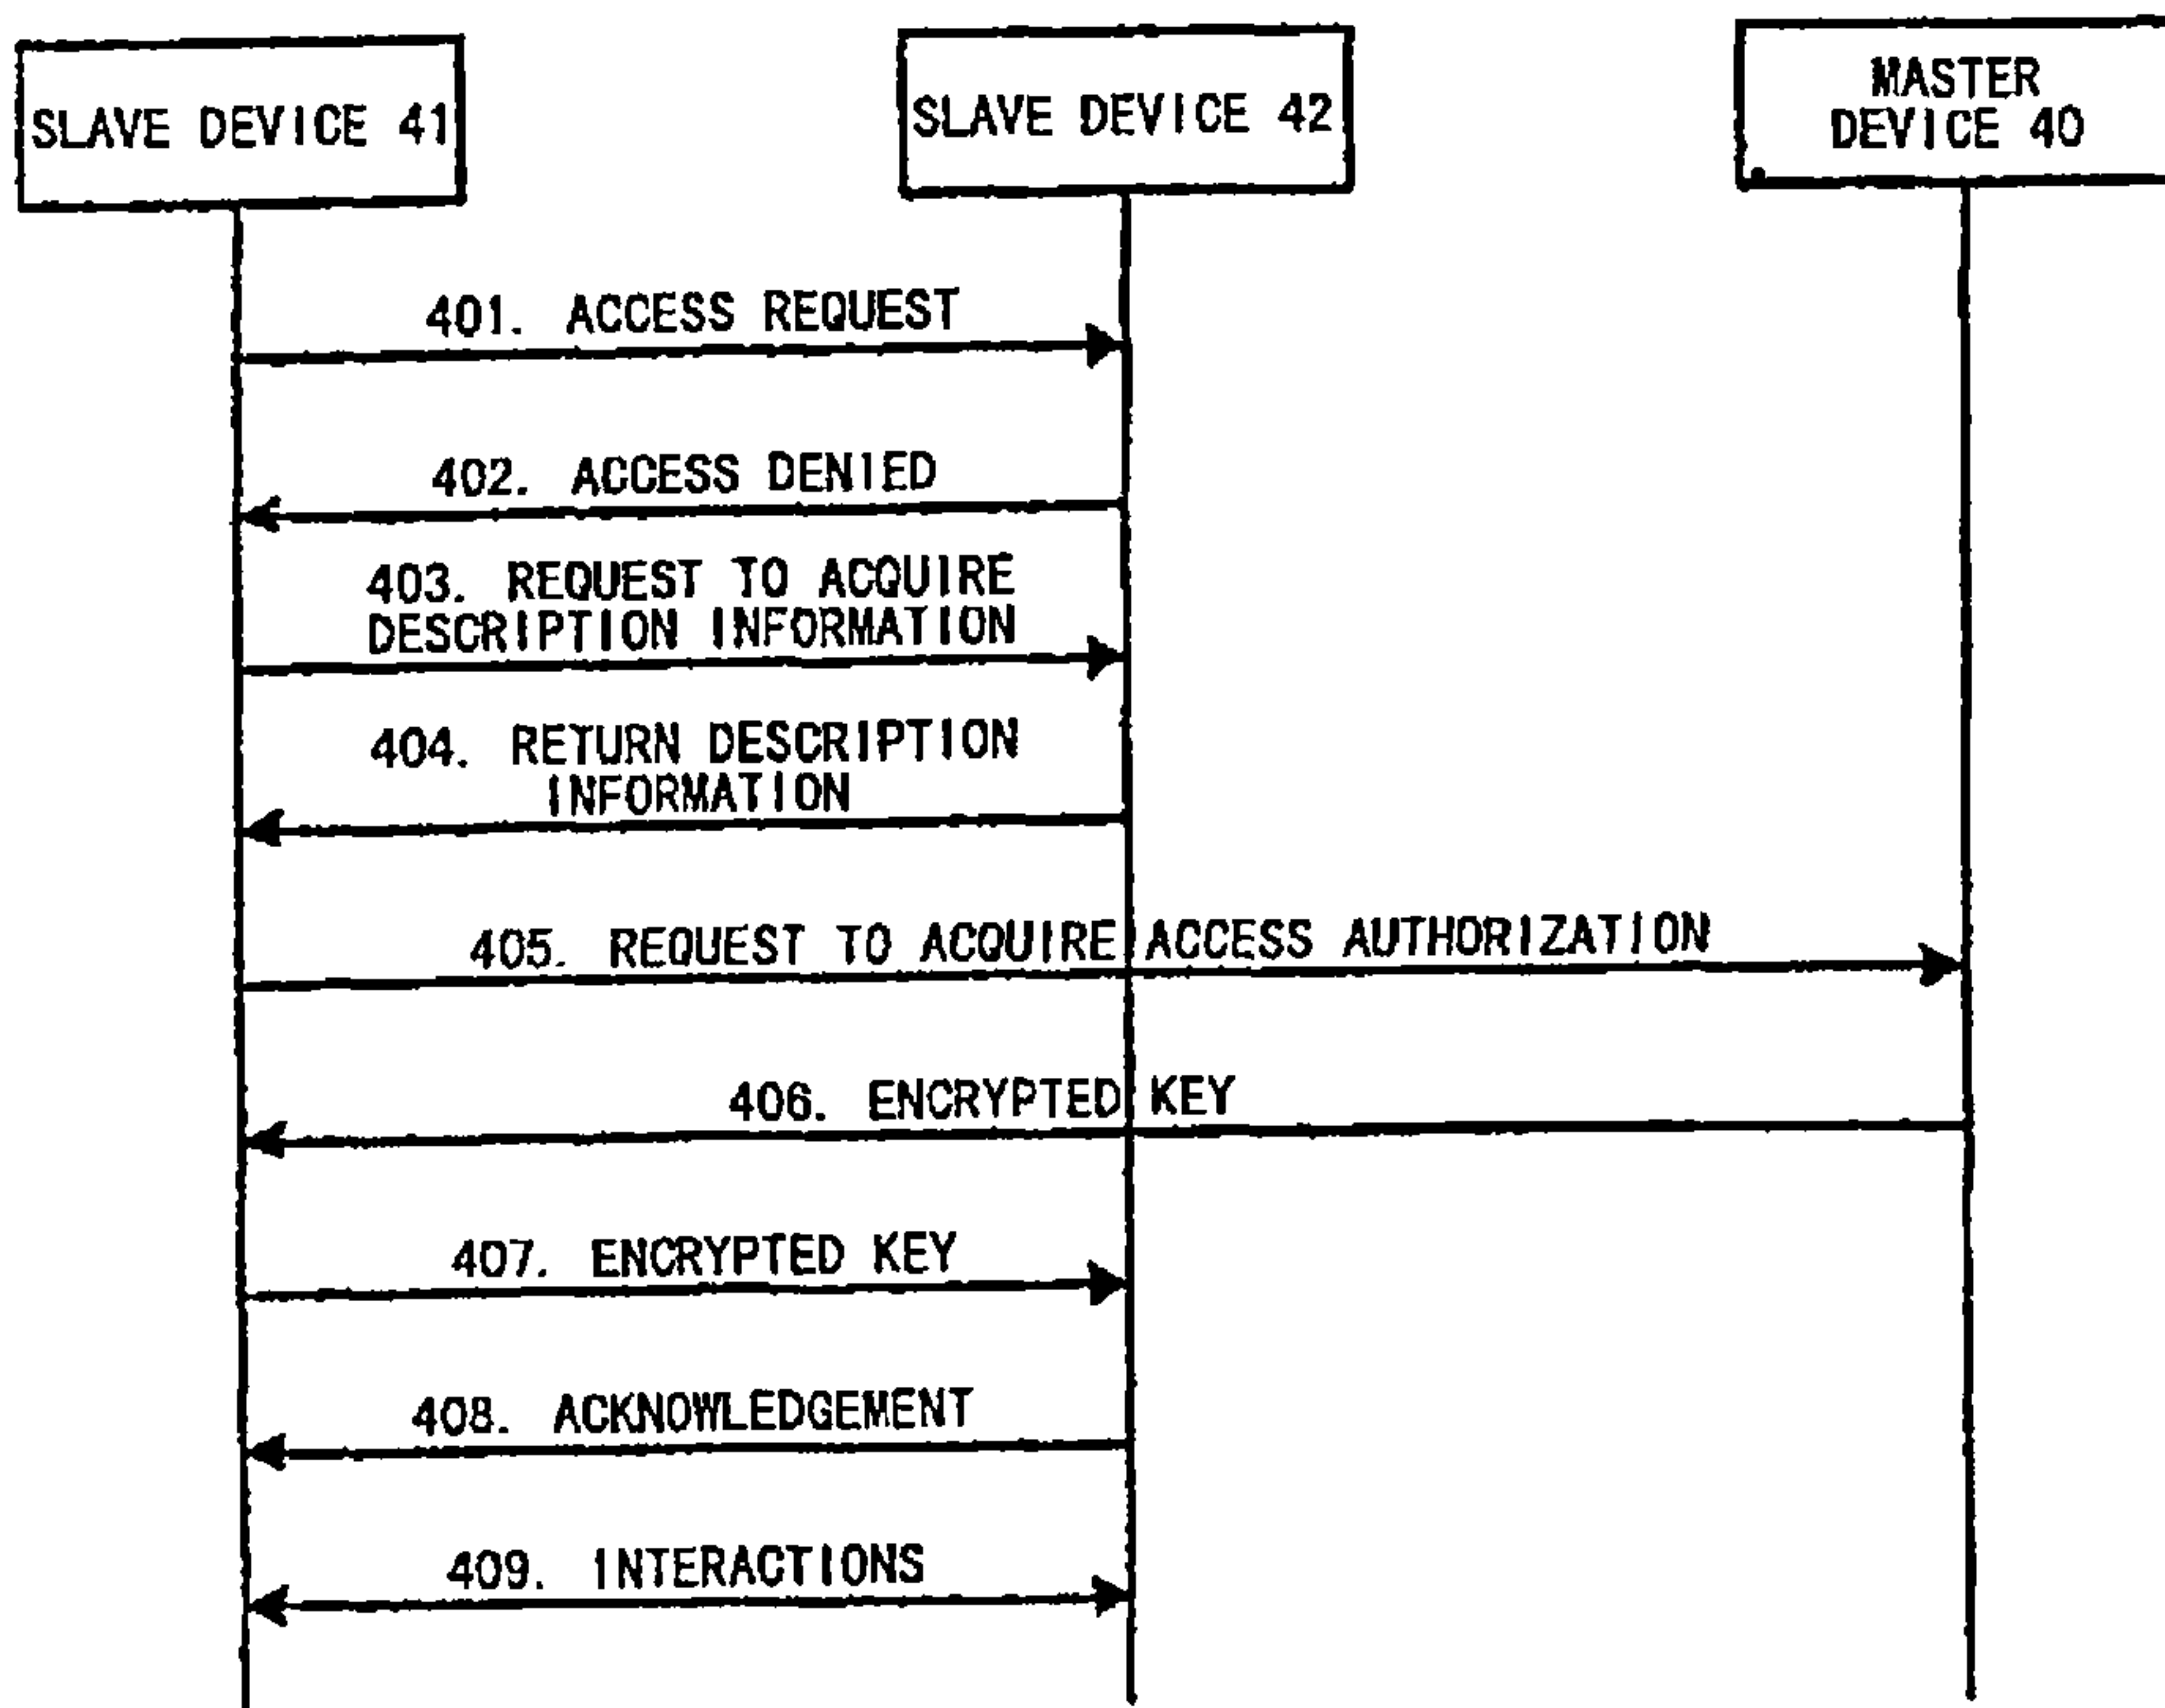 SLAVE DEVICE 41
SLAVE DEVICE 42
MASTER
DEVICE 40
401. ACCESS REQUEST
402. ACCESS DENIED
403. REQUEST TO ACQUIRE
DESCRIPTION INFORMATION
404. RETURN DESCRIPTION
INFORMATION
405. REQUEST TO ACQUIRE ACCESS AUTHORIZATION
406. ENCRYPTED KEY
407. ENCRYPTED KEY
408. ACKNOWLEDGEMENT
409. INTERACTIONS